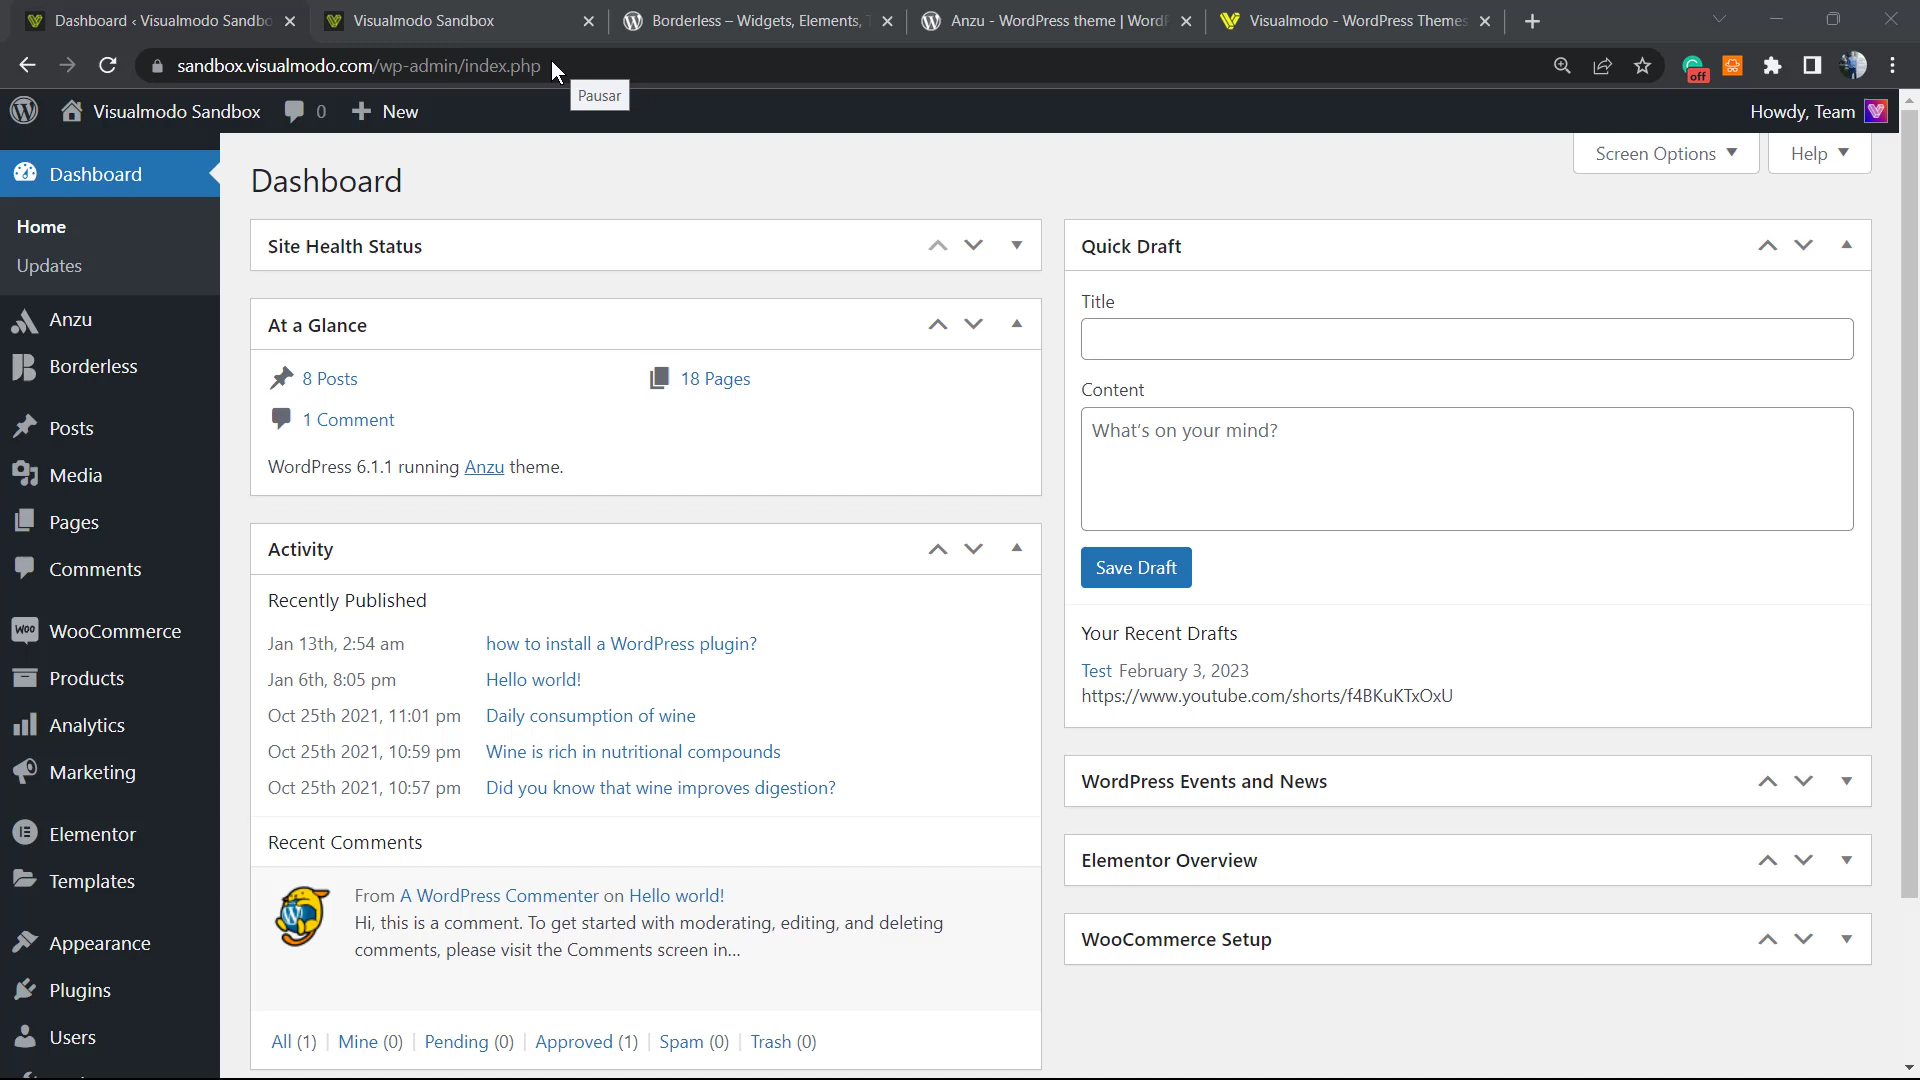 Dashboard ‹ Visualmodo Sandbo
Visualmodo Sandbox
Borderless – Widgets, Elements, T
Anzu - WordPress theme | WordP
Visualmodo - WordPress Themes
sandbox.visualmodo.com/wp-admin/index.php
off
Pausar
Visualmodo Sandbox
0
New
Howdy, Team
Screen Options
Help
Dashboard
Home
Updates
Anzu
Borderless
Posts
Media
Pages
Comments
WooCommerce
Products
Analytics
Marketing
Elementor
Templates
Appearance
Plugins
Users
Dashboard
Site Health Status
At a Glance
8 Posts
18 Pages
1 Comment
WordPress 6.1.1 running Anzu theme.
Activity
Recently Published
Jan 13th, 2:54 am how to install a WordPress plugin?
Jan 6th, 8:05 pm Hello world!
Oct 25th 2021, 11:01 pm Daily consumption of wine
Oct 25th 2021, 10:59 pm Wine is rich in nutritional compounds
Oct 25th 2021, 10:57 pm Did you know that wine improves digestion?
Recent Comments
From A WordPress Commenter on Hello world!
Hi, this is a comment. To get started with moderating, editing, and deleting
comments, please visit the Comments screen in...
All (1) | Mine (0) | Pending (0) | Approved (1) | Spam (0) | Trash (0)
Quick Draft
Title
Content
What's on your mind?
Save Draft
Your Recent Drafts
Test February 3, 2023
https://www.youtube.com/shorts/f4BKuKTxOxU
WordPress Events and News
Elementor Overview
WooCommerce Setup